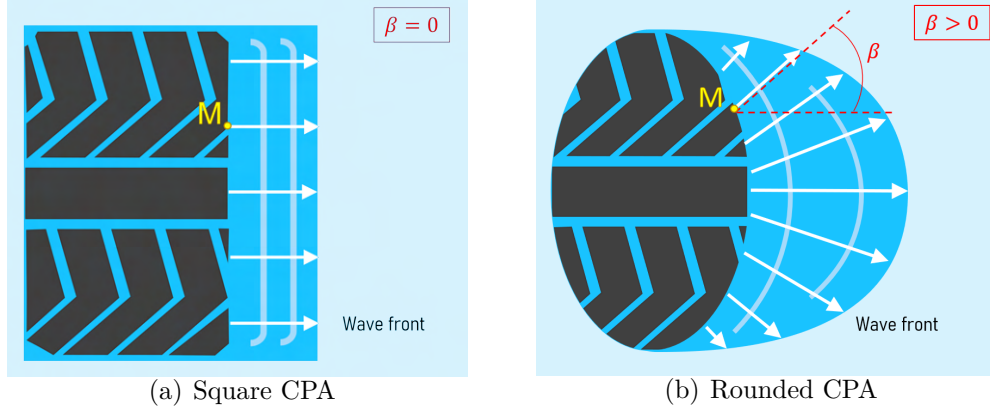 β = 0
M
Wave front
(a) Square CPA
β > 0
β
M
Wave front
(b) Rounded CPA